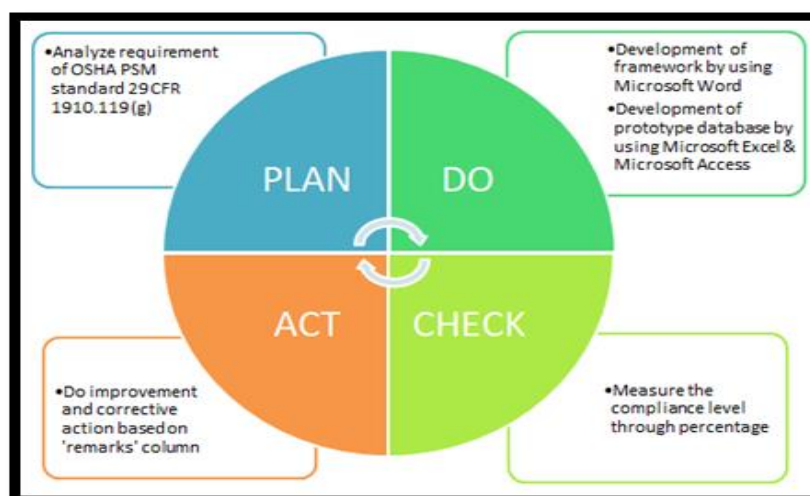 •Analyze requirement
of OSHA PSM
standard 29 CFR
1910.119 (g)
•Development of
framework by using
Microsoft Word
•Development of
prototype database by
using Microsoft Excel &
Microsoft Access
PLAN
DO
ACT
CHECK
•Do improvement
and corrective
action based on
'remarks' column
•Measure the
compliance level
through percentage